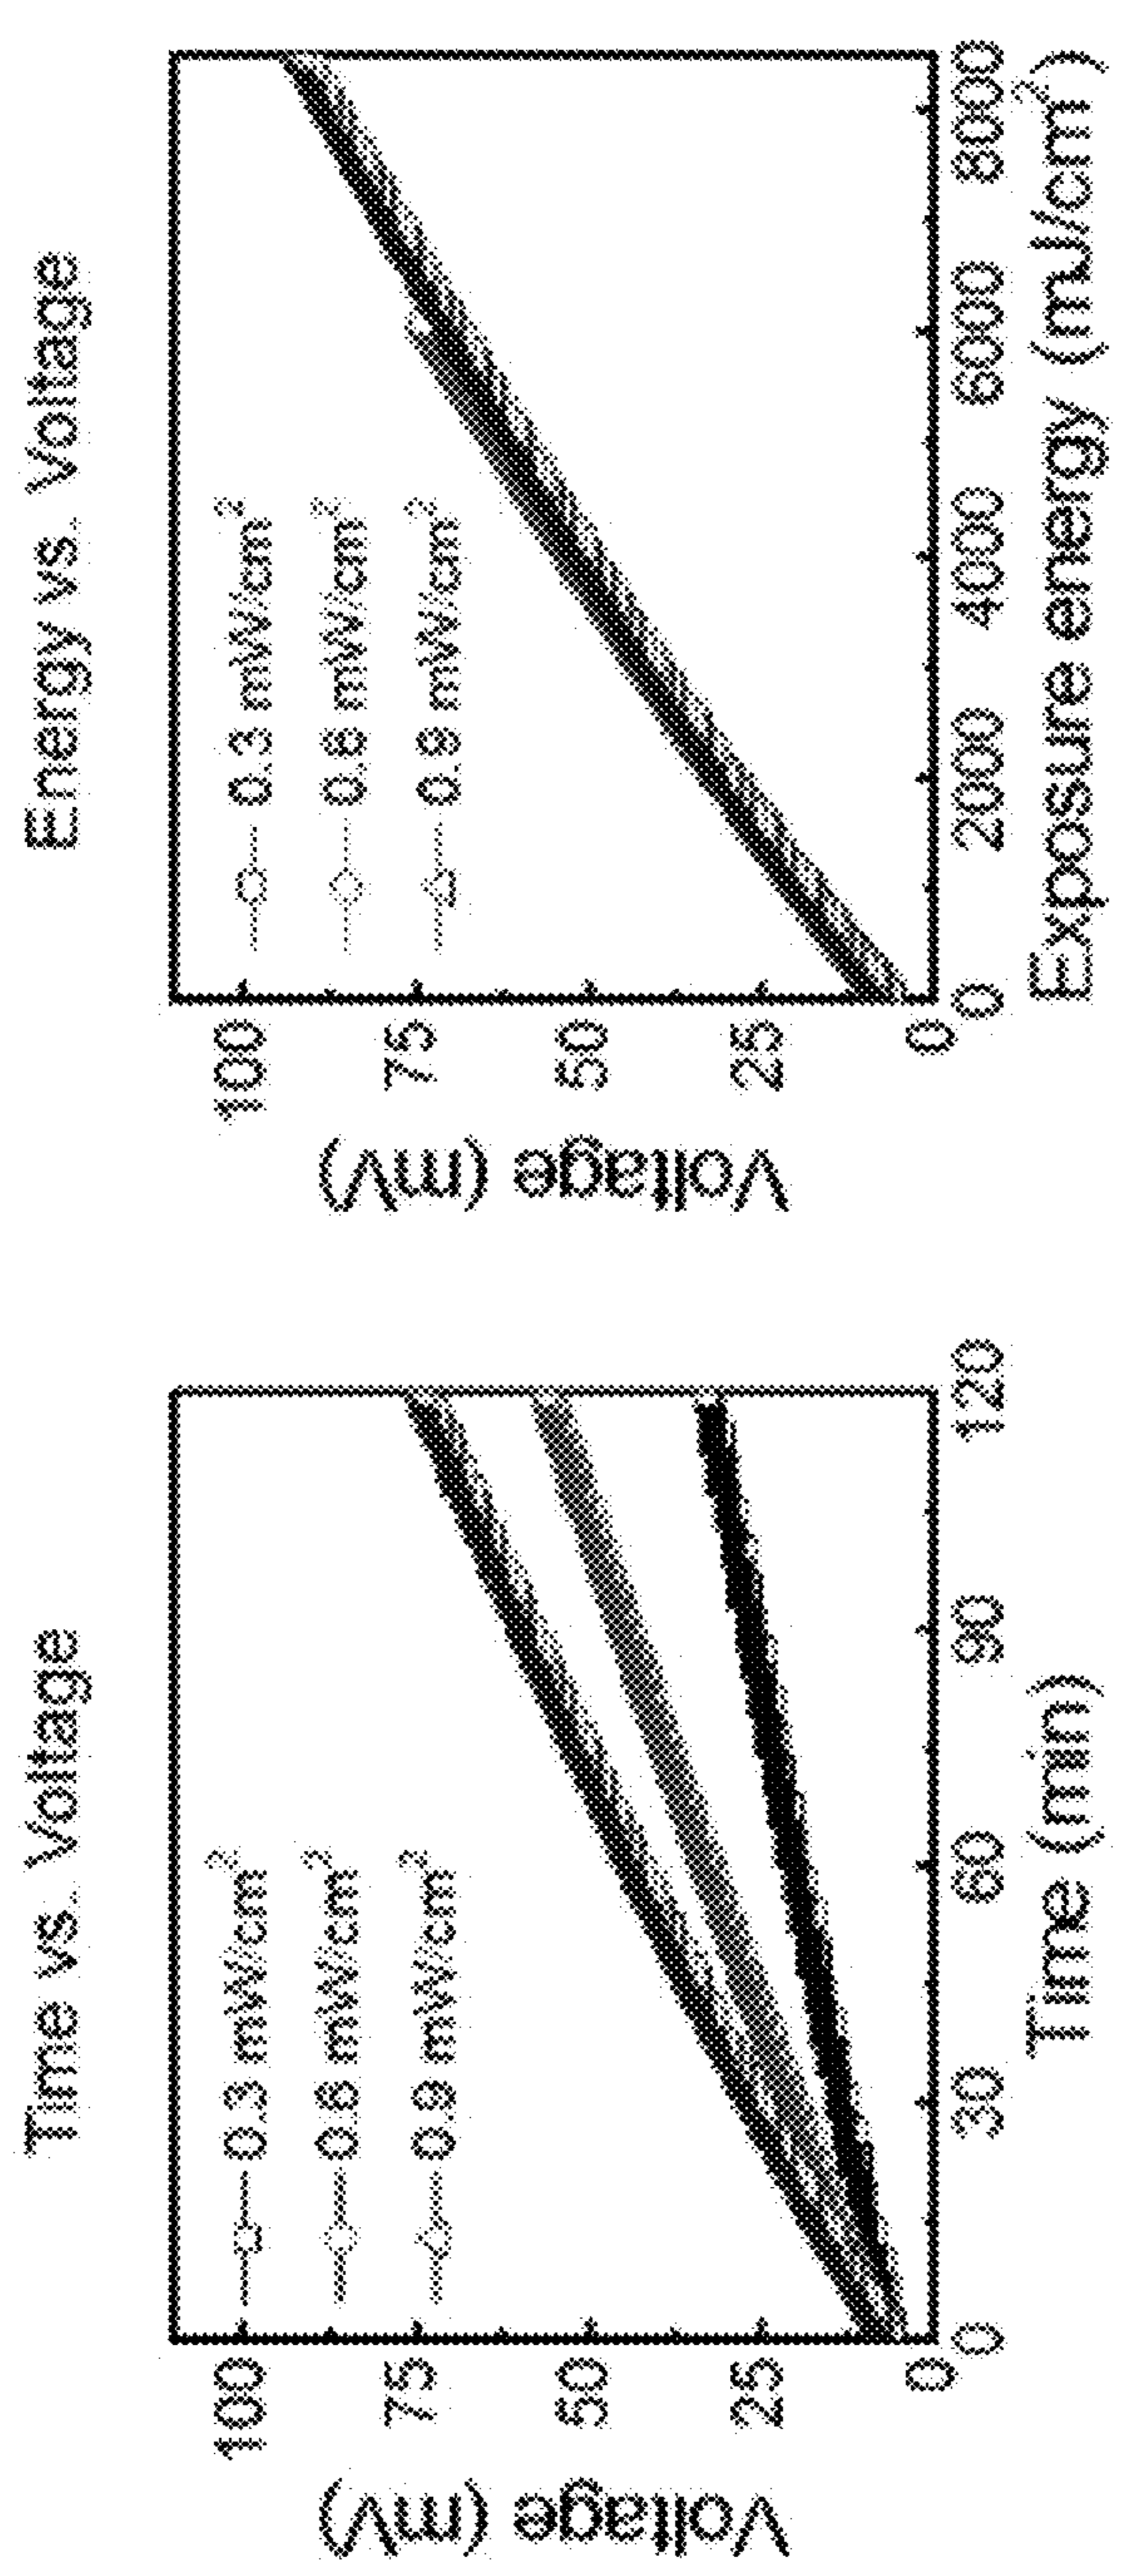 Time vs. Voltage
Voltage (mV)
100
75
50
25
0
0.3 mW/cm²
0.6 mW/cm²
0.9 mW/cm²
0
30
60
90
120
Time (min)
Energy vs. Voltage
Voltage (mV)
100
75
50
25
0
0.3 mW/cm²
0.6 mW/cm²
0.9 mW/cm²
0
2000
4000
6000
8000
Exposure energy (mJ/cm²)